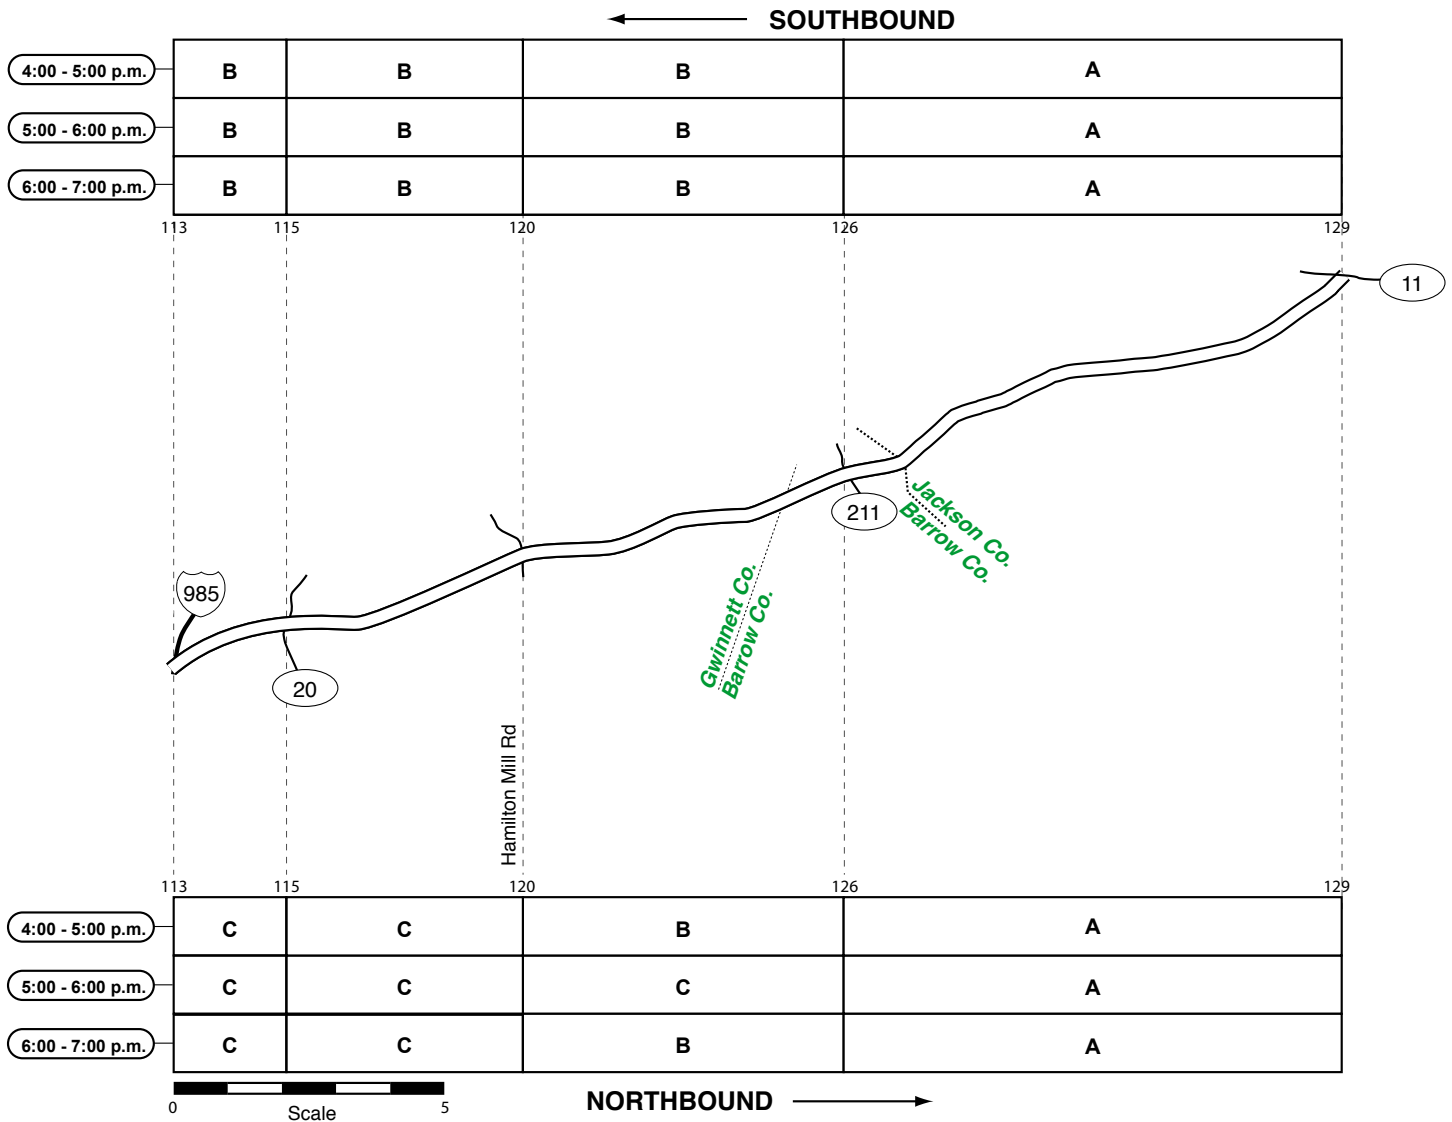 SOUTHBOUND
4:00 - 5:00 p.m. B B B A
5:00 - 6:00 p.m. B B B A
6:00 - 7:00 p.m. B B B A
113 115 120 126 129
11
211
Jackson Co.
Barrow Co.
Gwinnett Co.
Barrow Co.
985
20
Hamilton Mill Rd
113 115 120 126 129
4:00 - 5:00 p.m. C C B A
5:00 - 6:00 p.m. C C C A
6:00 - 7:00 p.m. C C B A
0 5
Scale
NORTHBOUND